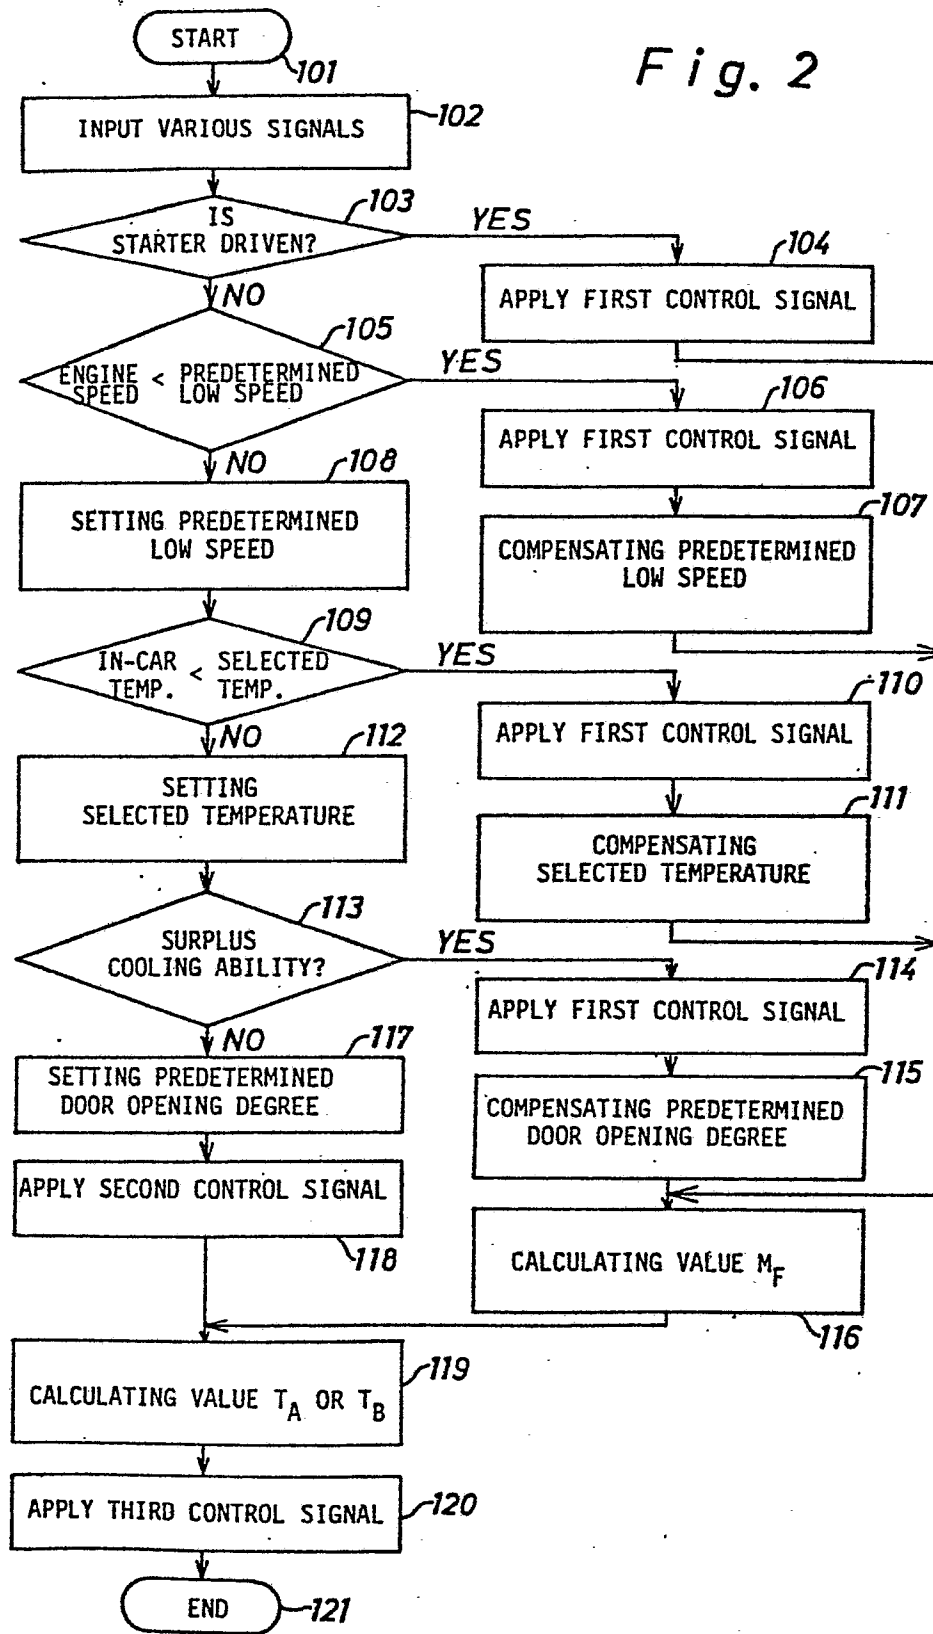 Fig. 2
START
101
INPUT VARIOUS SIGNALS
102
IS
STARTER DRIVEN?
103
YES
NO
APPLY FIRST CONTROL SIGNAL
104
ENGINE < PREDETERMINED
SPEED LOW SPEED
105
YES
NO
APPLY FIRST CONTROL SIGNAL
106
COMPENSATING PREDETERMINED
LOW SPEED
107
SETTING PREDETERMINED
LOW SPEED
108
IN-CAR < SELECTED
TEMP. TEMP.
109
YES
NO
APPLY FIRST CONTROL SIGNAL
110
COMPENSATING
SELECTED TEMPERATURE
111
SETTING
SELECTED TEMPERATURE
112
SURPLUS
COOLING ABILITY?
113
YES
NO
APPLY FIRST CONTROL SIGNAL
114
COMPENSATING PREDETERMINED
DOOR OPENING DEGREE
115
CALCULATING VALUE M_F
116
SETTING PREDETERMINED
DOOR OPENING DEGREE
117
APPLY SECOND CONTROL SIGNAL
118
CALCULATING VALUE T_A OR T_B
119
APPLY THIRD CONTROL SIGNAL
120
END
121